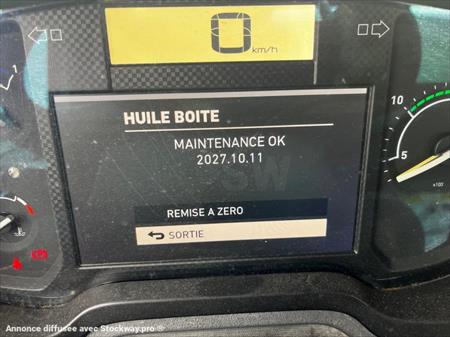 0
km/h
HUILE BOITE
MAINTENANCE OK
2027.10.11
REMISE A ZERO
SORTIE
10
5
x100
1
Annonce diffusée avec Stockway.pro ®